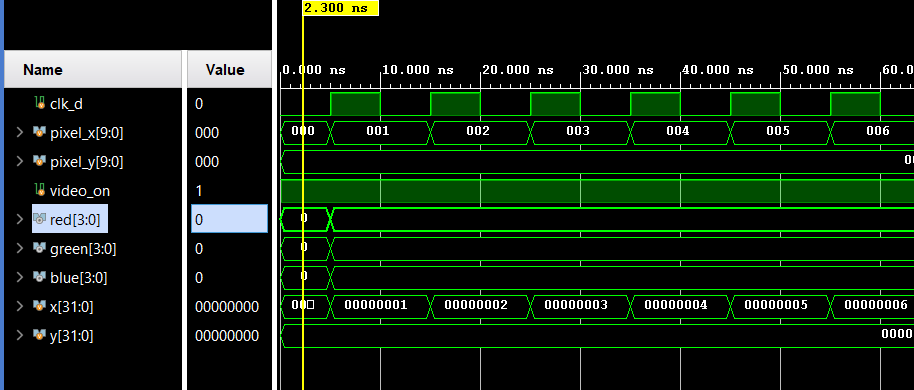 2.300 ns
Name Value 0.000 ns 10.000 ns 20.000 ns 30.000 ns 40.000 ns 50.000 ns 60.0
clk_d 0
pixel_x[9:0] 000 000 001 002 003 004 005 006
pixel_y[9:0] 000 00
video_on 1
red[3:0] 0 0
green[3:0] 0 0
blue[3:0] 0 0
x[31:0] 00000000 00 00000001 00000002 00000003 00000004 00000005 00000006
y[31:0] 00000000 0000